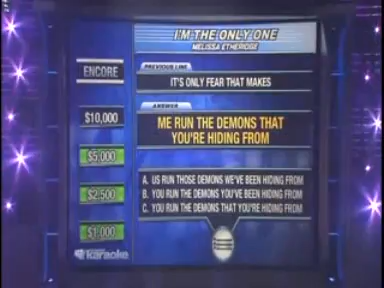 I'M THE ONLY ONE
MELISSA ETHERIDGE
ENCORE
PREVIOUS LINE
IT'S ONLY FEAR THAT MAKES
$10,000
ANSWER
ME RUN THE DEMONS THAT
YOU'RE HIDING FROM
$5,000
$2,500
$1,000
A. US RUN THOSE DEMONS WE'VE BEEN HIDING FROM
B. YOU RUN THE DEMONS YOU'VE BEEN HIDING FROM
C. YOU RUN THE DEMONS THAT YOU'RE HIDING FROM
karaoke